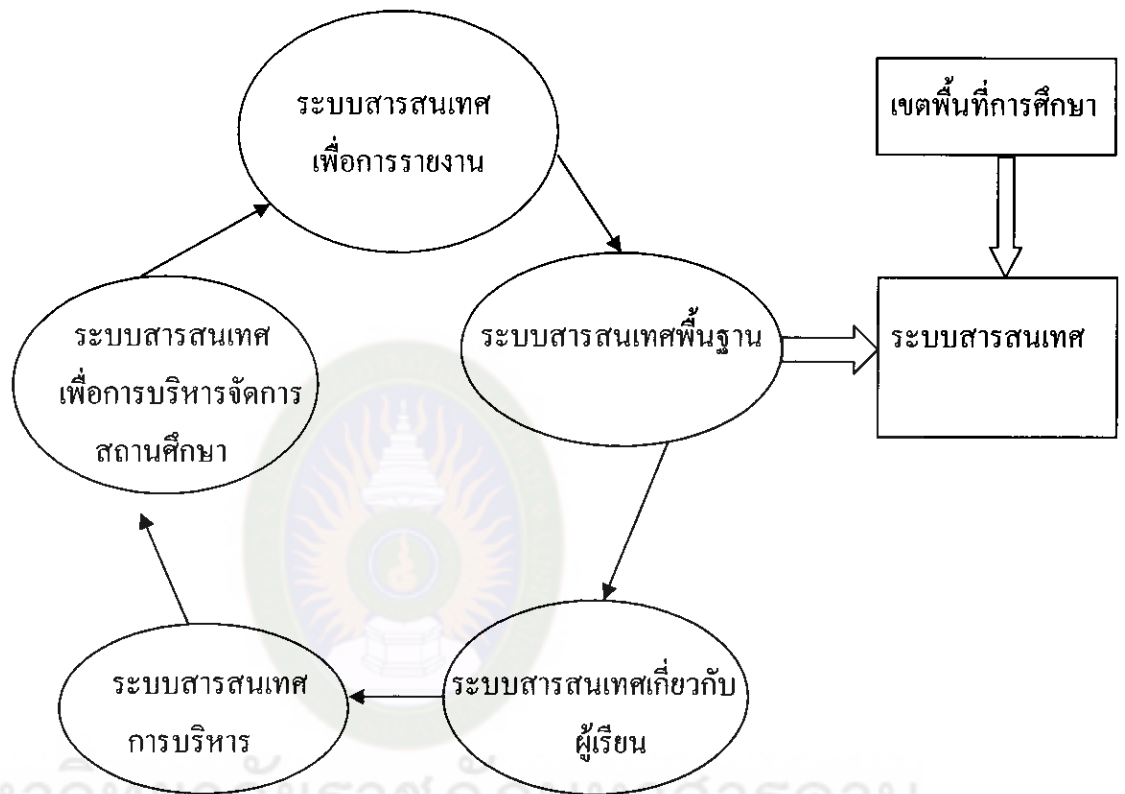 ระบบสารสนเทศ
เพื่อการรายงาน
เขตพื้นที่การศึกษา
ระบบสารสนเทศ
เพื่อการบริหารจัดการ
สถานศึกษา
ระบบสารสนเทศพื้นฐาน
ระบบสารสนเทศ
ระบบสารสนเทศ
การบริหาร
ระบบสารสนเทศเกี่ยวกับ
ผู้เรียน